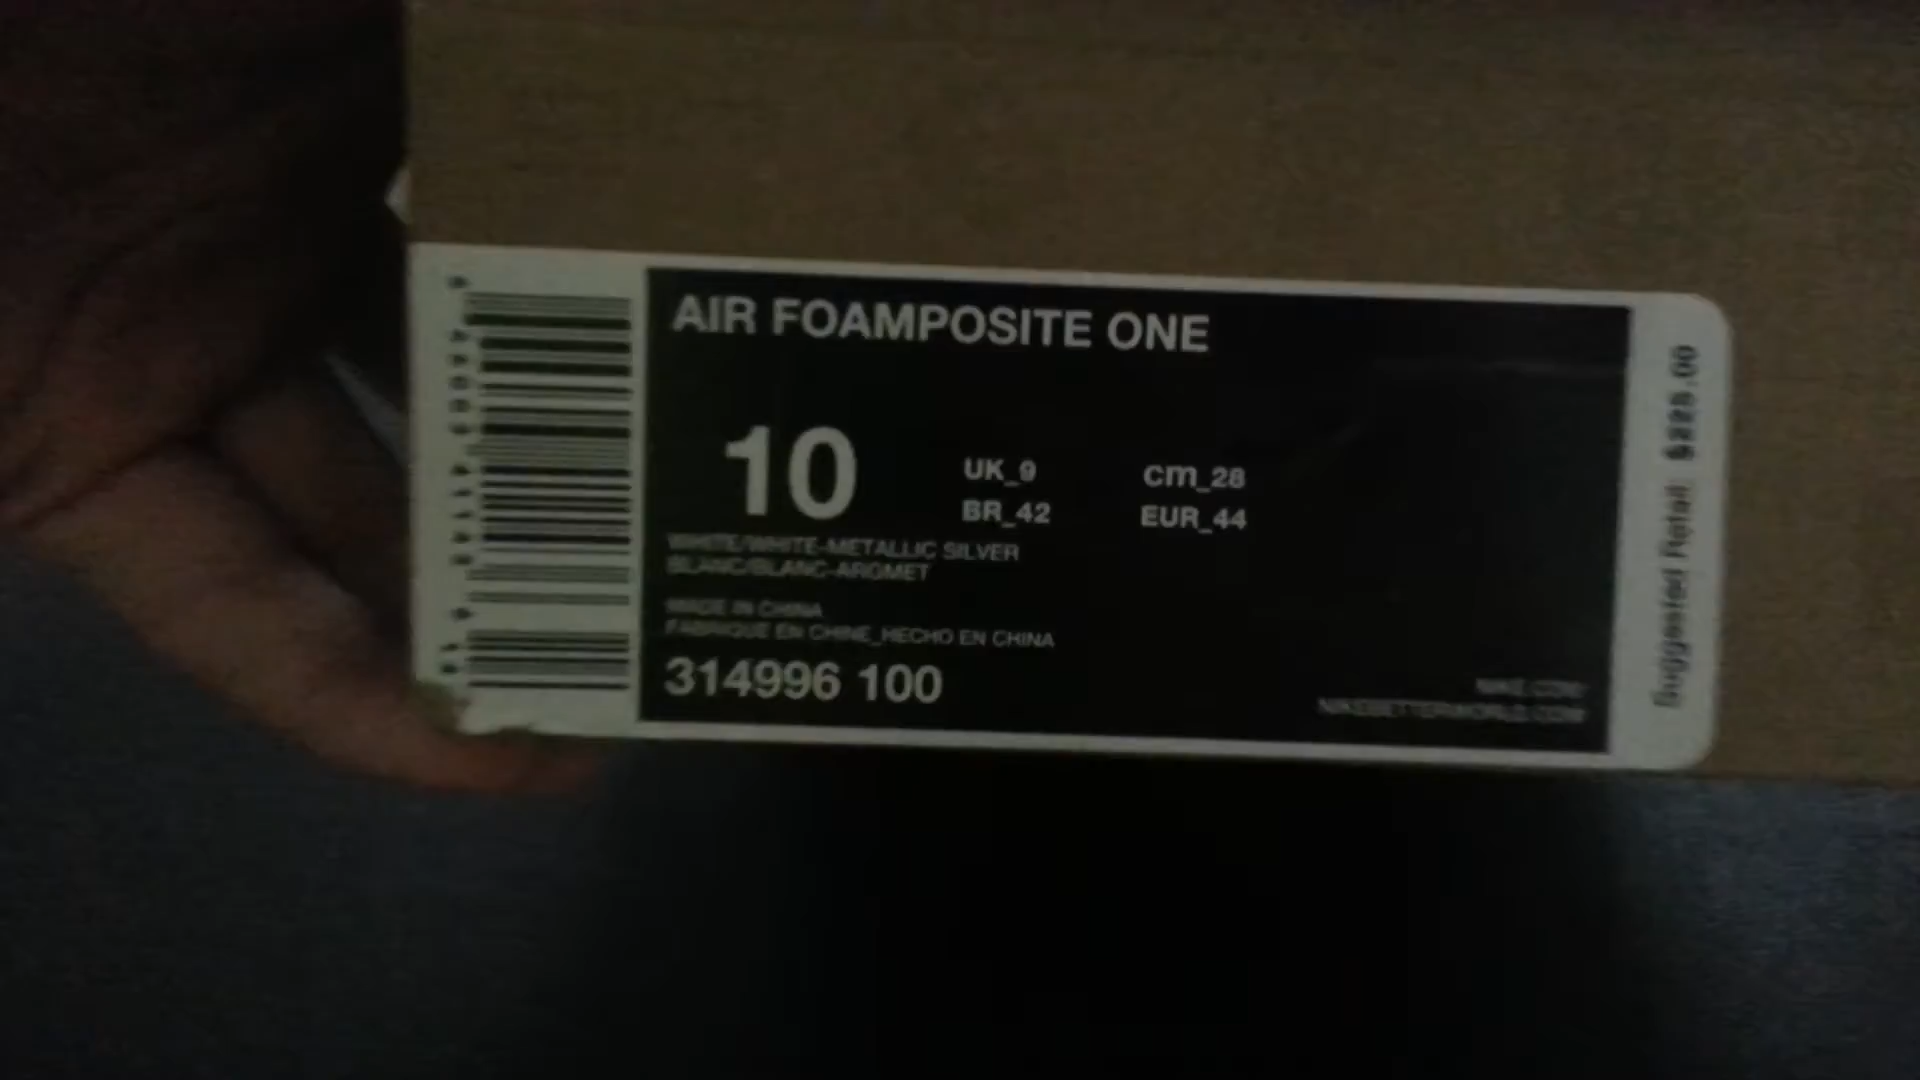 AIR FOAMPOSITE ONE
10
UK_9
cm_28
BR_42
EUR_44
WHITE/WHITE-METALLIC SILVER
BLANC/BLANC-ARGMET
MADE IN CHINA
FABRIQUE EN CHINE_HECHO EN CHINA
314996 100
NIKE.COM
NIKEBETTERWORLD.COM
Suggested Retail